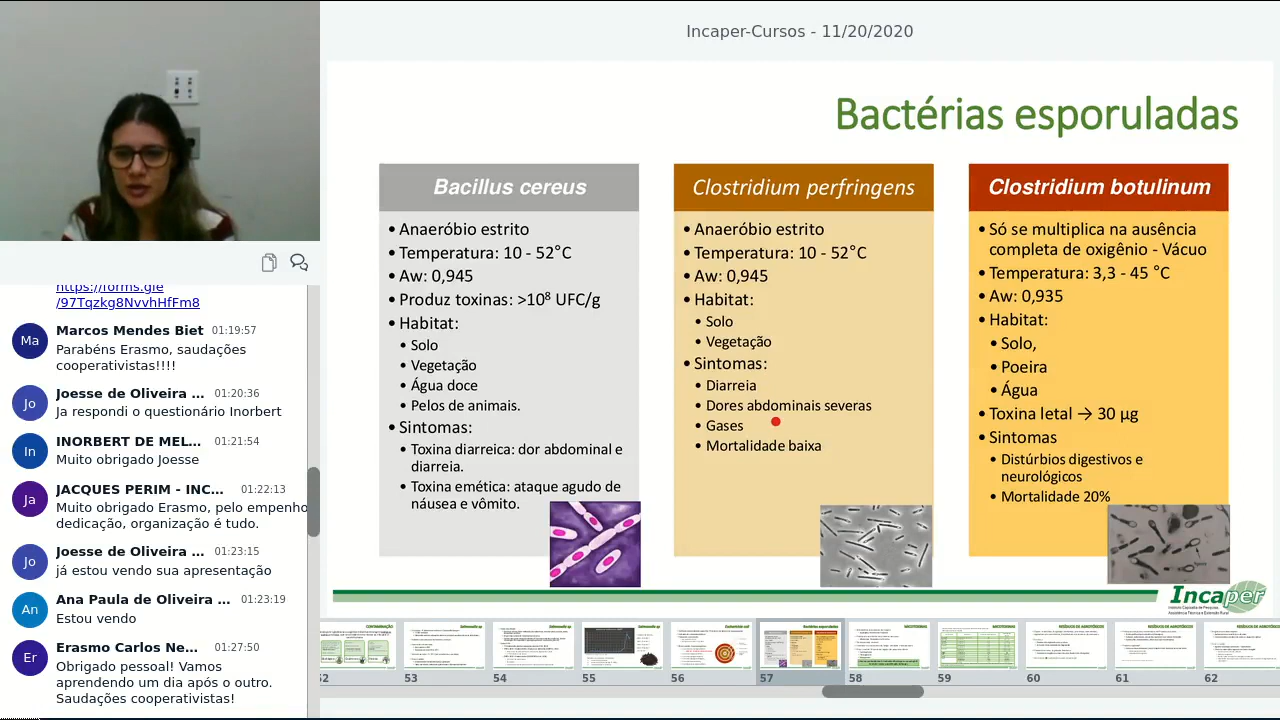 Incaper-Cursos - 11/20/2020
https://forms.gle
/97Tqzkg8NvvhHfFm8
Ma
Marcos Mendes Biet 01:19:57
Parabéns Erasmo, saudações
cooperativistas!!!!
Jo
Joesse de Oliveira ... 01:20:36
Ja respondi o questionário Inorbert
In
INORBERT DE MEL... 01:21:54
Muito obrigado Joesse
Ja
JACQUES PERIM - INC... 01:22:13
Muito obrigado Erasmo, pelo empenho
dedicação, organização é tudo.
Jo
Joesse de Oliveira ... 01:23:15
já estou vendo sua apresentação
An
Ana Paula de Oliveira ... 01:23:19
Estou vendo
Er
Erasmo Carlos ... 01:27:50
Obrigado pessoal! Vamos
aprendendo um dia após o outro.
Saudações cooperativistas!
Bactérias esporuladas
Bacillus cereus
• Anaeróbio estrito
• Temperatura: 10 - 52°C
• Aw: 0,945
• Produz toxinas: >10⁸ UFC/g
• Habitat:
• Solo
• Vegetação
• Água doce
• Pelos de animais.
• Sintomas:
• Toxina diarreica: dor abdominal e
diarreia.
• Toxina emética: ataque agudo de
náusea e vômito.
Clostridium perfringens
• Anaeróbio estrito
• Temperatura: 10 - 52°C
• Aw: 0,945
• Habitat:
• Solo
• Vegetação
• Sintomas:
• Diarreia
• Dores abdominais severas
• Gases
• Mortalidade baixa
Clostridium botulinum
• Só se multiplica na ausência
completa de oxigênio - Vácuo
• Temperatura: 3,3 - 45 °C
• Aw: 0,935
• Habitat:
• Solo,
• Poeira
• Água
• Toxina letal → 30 µg
• Sintomas
• Distúrbios digestivos e
neurológicos
• Mortalidade 20%
Incaper
52 53 54 55 56 57 58 59 60 61 62